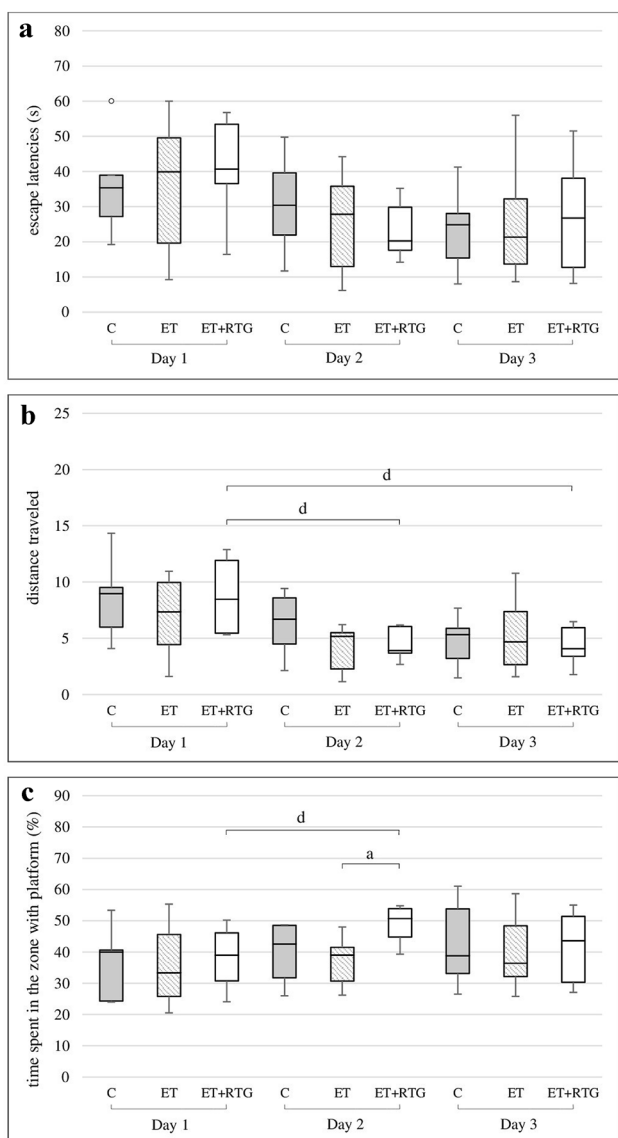 a
80
70
60
50
40
30
20
10
0
escape latencies (s)
C ET ET+RTG C ET ET+RTG C ET ET+RTG
Day 1 Day 2 Day 3
b
25
20
15
10
5
0
distance traveled
d
d
C ET ET+RTG C ET ET+RTG C ET ET+RTG
Day 1 Day 2 Day 3
c
90
80
70
60
50
40
30
20
10
0
time spent in the zone with platform (%)
d
a
C ET ET+RTG C ET ET+RTG C ET ET+RTG
Day 1 Day 2 Day 3